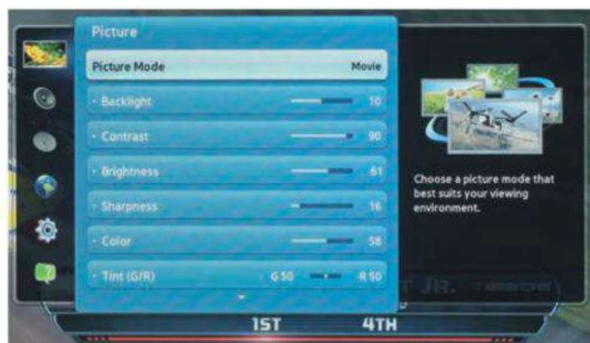 Picture
Picture Mode Movie
· Backlight 10
· Contrast 90
· Brightness 61
· Sharpness 16
· Color 58
· Tint (G/R) G 50 R 50
Choose a picture mode that
best suits your viewing
environment.
JR.
1ST 4TH